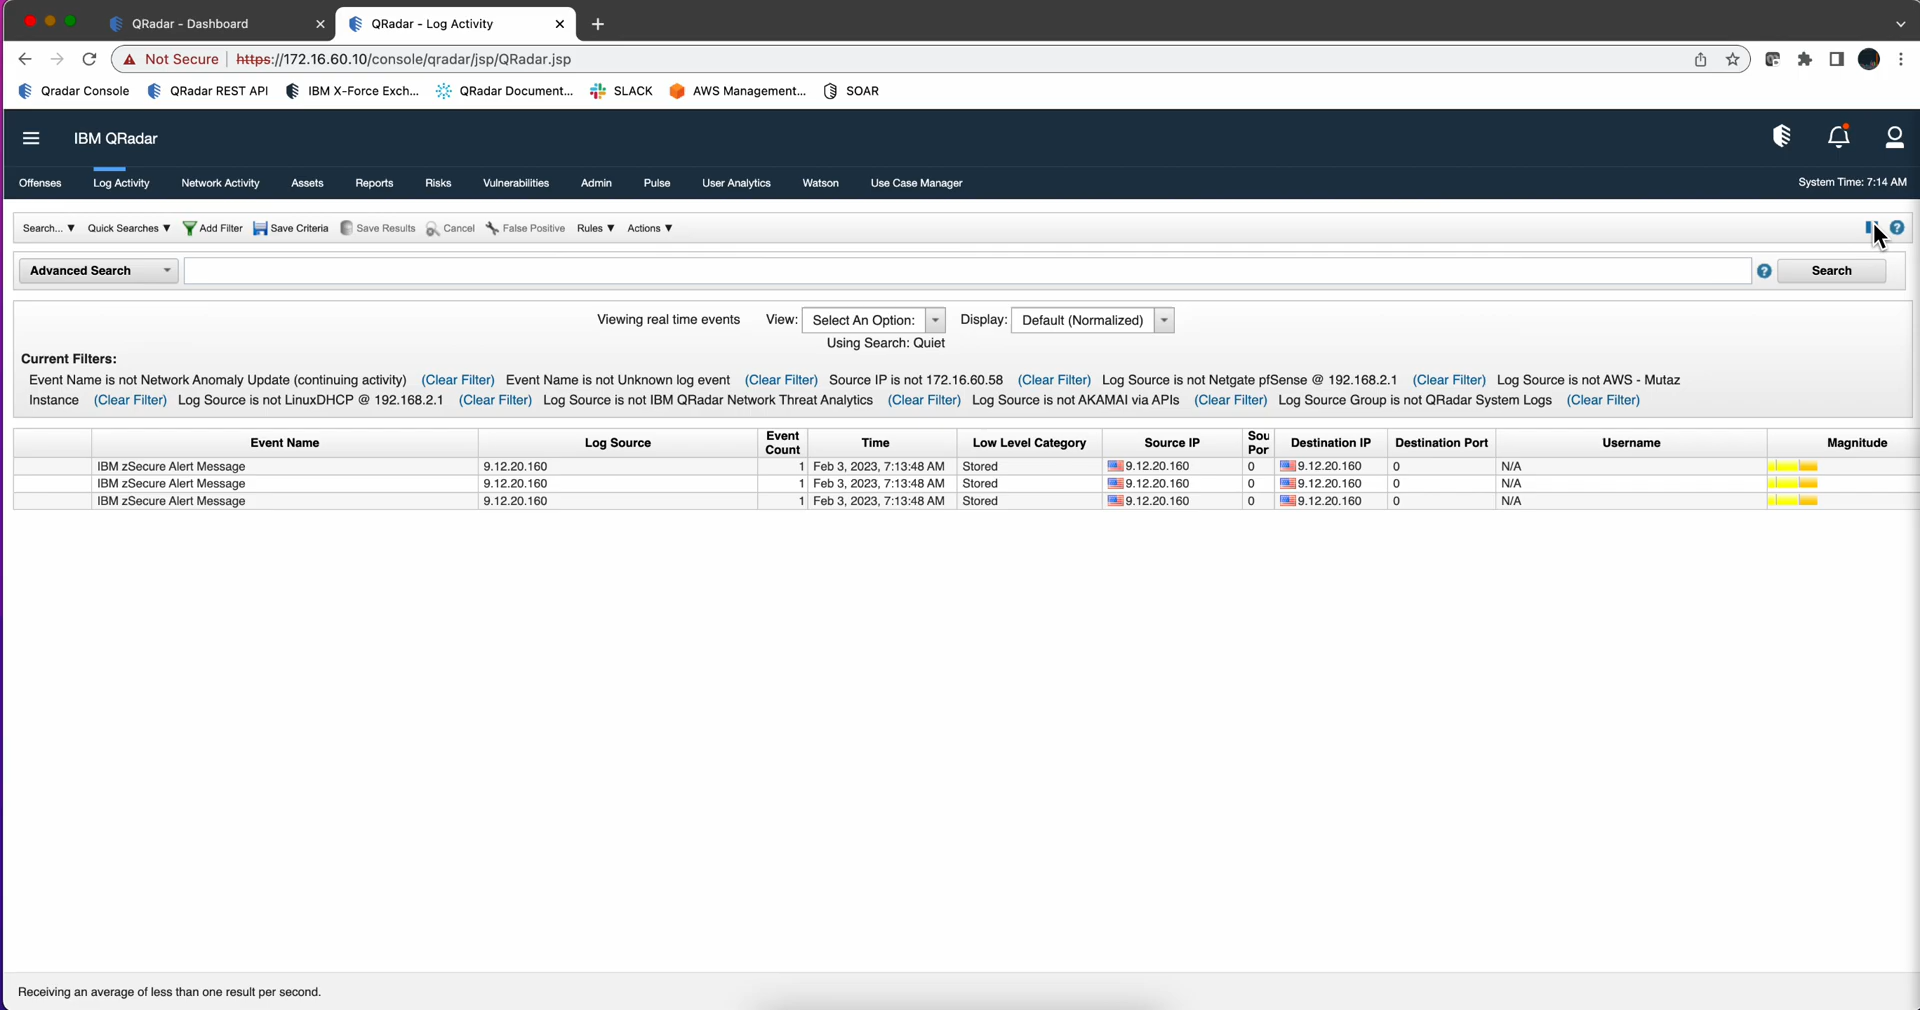 QRadar - Dashboard
QRadar - Log Activity
Not Secure | https://172.16.60.10/console/qradar/jsp/QRadar.jsp
Qradar Console QRadar REST API IBM X-Force Exch... QRadar Document... SLACK AWS Management... SOAR
IBM QRadar
Offenses Log Activity Network Activity Assets Reports Risks Vulnerabilities Admin Pulse User Analytics Watson Use Case Manager System Time: 7:14 AM
Search... Quick Searches Add Filter Save Criteria Save Results Cancel False Positive Rules Actions
Advanced Search Search
Viewing real time events View: Select An Option: Display: Default (Normalized)
Using Search: Quiet
Current Filters:
Event Name is not Network Anomaly Update (continuing activity) (Clear Filter) Event Name is not Unknown log event (Clear Filter) Source IP is not 172.16.60.58 (Clear Filter) Log Source is not Netgate pfSense @ 192.168.2.1 (Clear Filter) Log Source is not AWS - Mutaz
Instance (Clear Filter) Log Source is not LinuxDHCP @ 192.168.2.1 (Clear Filter) Log Source is not IBM QRadar Network Threat Analytics (Clear Filter) Log Source is not AKAMAI via APIs (Clear Filter) Log Source Group is not QRadar System Logs (Clear Filter)
Event Name Log Source Event Count Time Low Level Category Source IP Sou Por Destination IP Destination Port Username Magnitude
IBM zSecure Alert Message 9.12.20.160 1 Feb 3, 2023, 7:13:48 AM Stored 9.12.20.160 0 9.12.20.160 0 N/A
IBM zSecure Alert Message 9.12.20.160 1 Feb 3, 2023, 7:13:48 AM Stored 9.12.20.160 0 9.12.20.160 0 N/A
IBM zSecure Alert Message 9.12.20.160 1 Feb 3, 2023, 7:13:48 AM Stored 9.12.20.160 0 9.12.20.160 0 N/A
Receiving an average of less than one result per second.